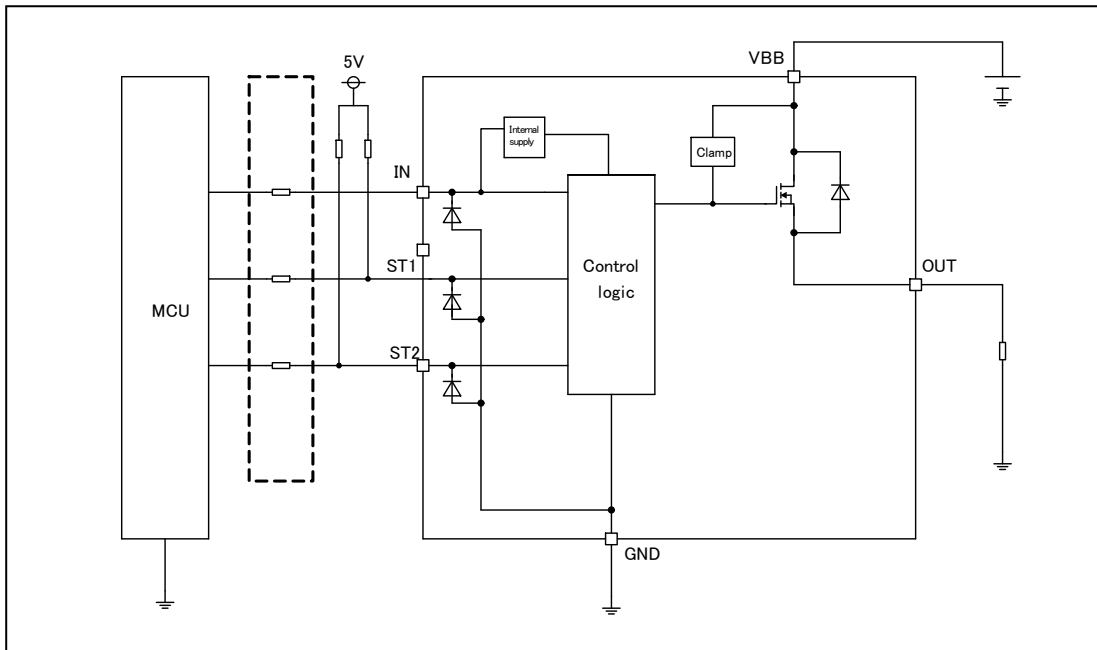 VBB
5V
Internal
supply
Clamp
IN
ST1
Control
logic
OUT
MCU
ST2
GND